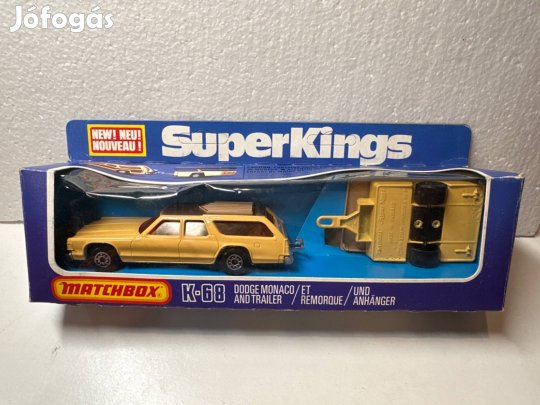 Jófogás
NEW! NEU!
NOUVEAU!
SuperKings
MATCHBOX
K-68
DODGE MONACO / ET / UND
AND TRAILER / REMORQUE / ANHÄNGER